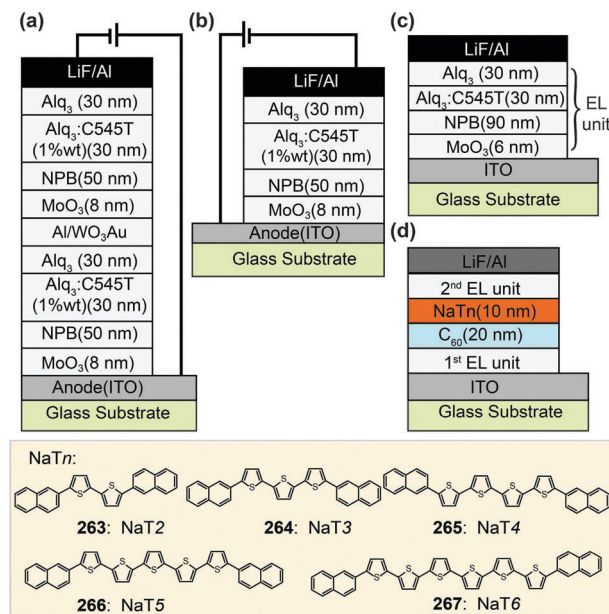 (a)
LiF/Al
Alq₃ (30 nm)
Alq₃:C545T
(1%wt)(30 nm)
NPB(50 nm)
MoO₃(8 nm)
Al/WO₃Au
Alq₃ (30 nm)
Alq₃:C545T
(1%wt)(30 nm)
NPB(50 nm)
MoO₃(8 nm)
Anode(ITO)
Glass Substrate
(b)
LiF/Al
Alq₃ (30 nm)
Alq₃:C545T
(1%wt)(30 nm)
NPB(50 nm)
MoO₃(8 nm)
Anode(ITO)
Glass Substrate
(c)
LiF/Al
Alq₃ (30 nm)
Alq₃:C545T(30 nm)
NPB(90 nm)
MoO₃(6 nm)
EL
unit
ITO
Glass Substrate
(d)
LiF/Al
2ⁿᵈ EL unit
NaTn(10 nm)
C₆₀(20 nm)
1ˢᵗ EL unit
ITO
Glass Substrate
NaTn:
S
S
263: NaT2
S
S
S
264: NaT3
S
S
S
S
265: NaT4
S
S
S
S
S
266: NaT5
S
S
S
S
S
S
267: NaT6